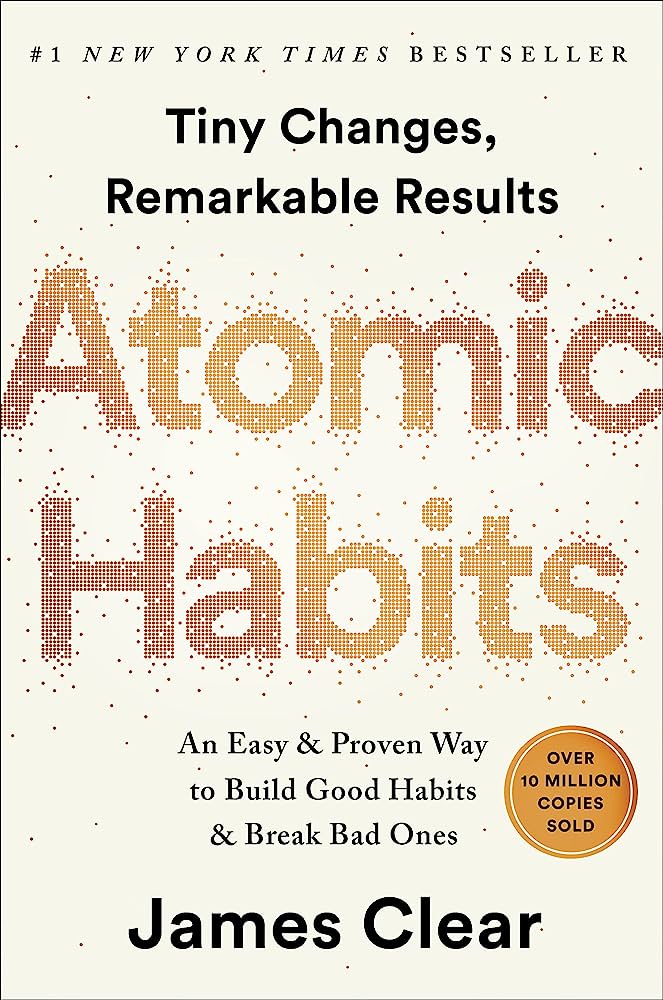 #1 NEW YORK TIMES BESTSELLER
Tiny Changes,
Remarkable Results
Atomic
Habits
An Easy & Proven Way
to Build Good Habits
& Break Bad Ones
OVER
10 MILLION
COPIES
SOLD
James Clear